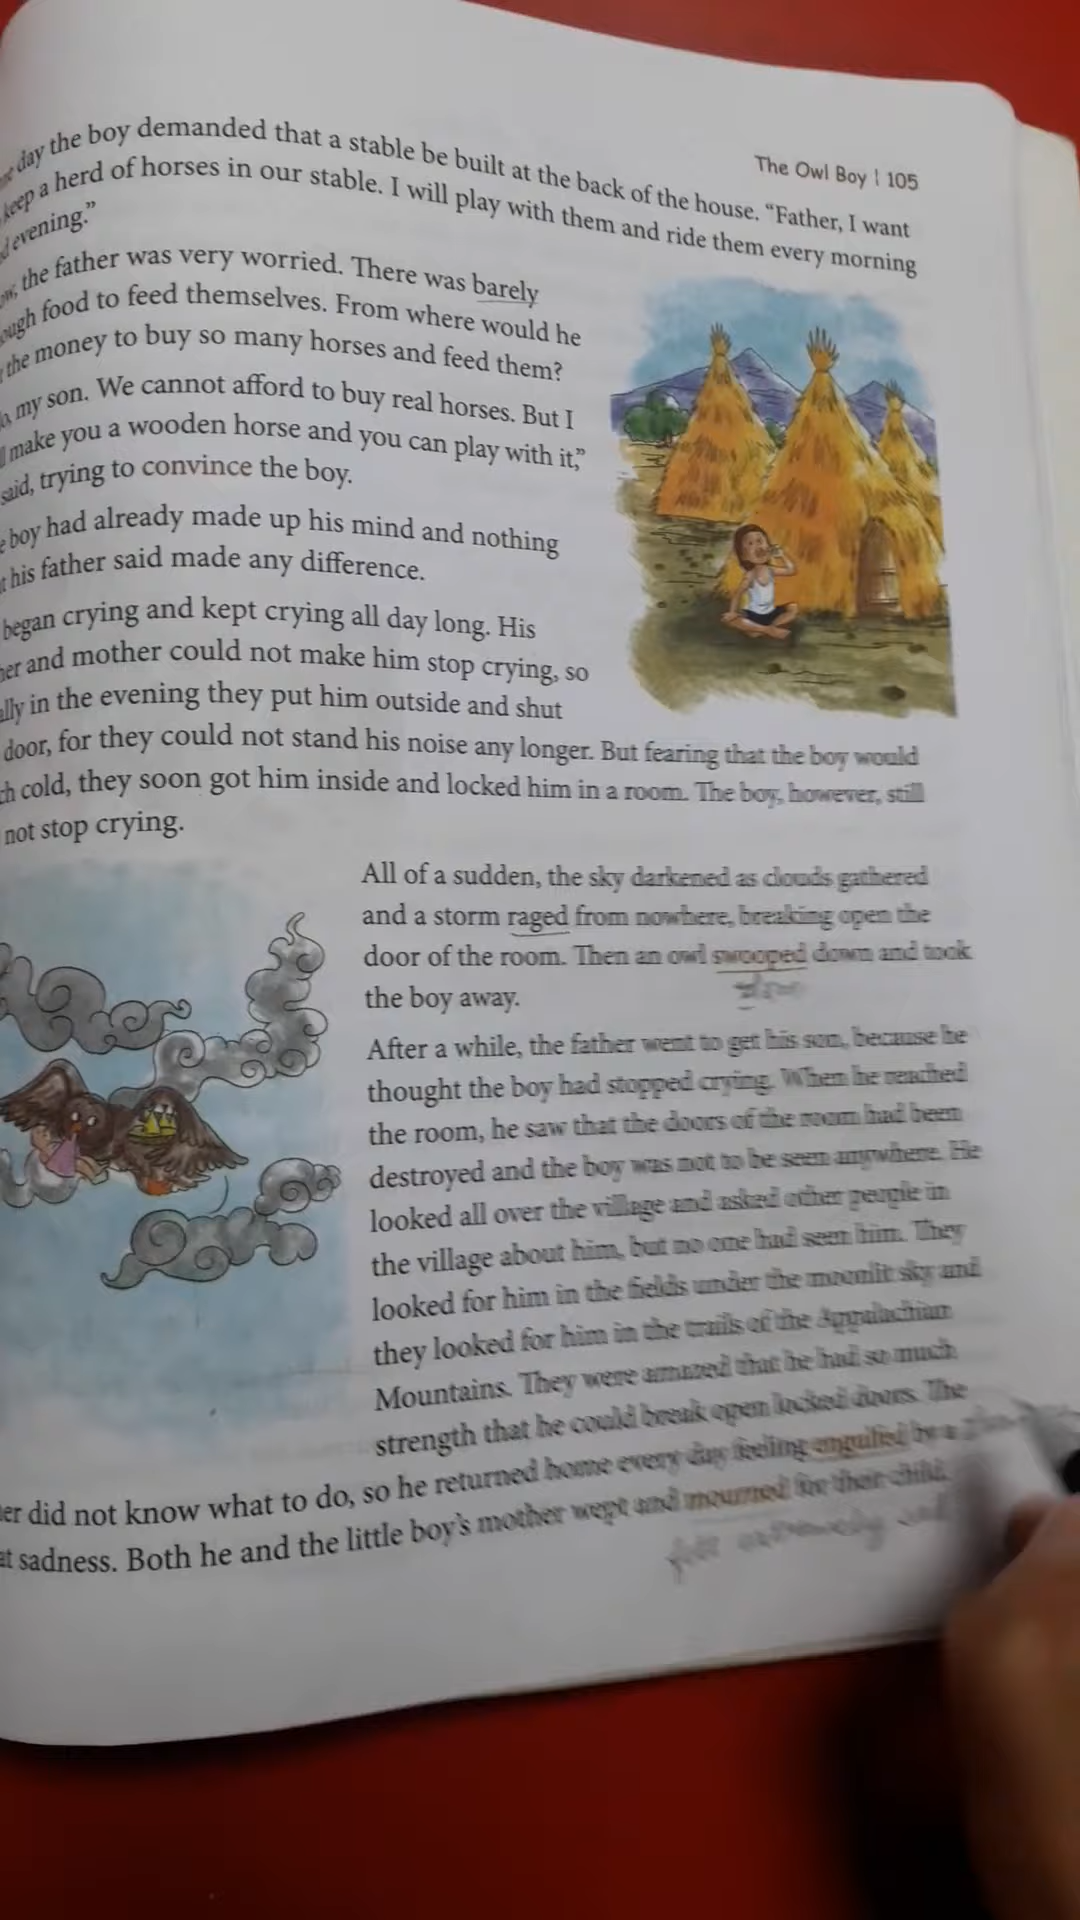 The Owl Boy | 105
day the boy demanded that a stable be built at the back of the house. “Father, I want
keep a herd of horses in our stable. I will play with them and ride them every morning
evening.”
the father was very worried. There was barely
food to feed themselves. From where would he
the money to buy so many horses and feed them?
my son. We cannot afford to buy real horses. But I
make you a wooden horse and you can play with it,”
said, trying to convince the boy.
boy had already made up his mind and nothing
his father said made any difference.
began crying and kept crying all day long. His
and mother could not make him stop crying, so
in the evening they put him outside and shut
door, for they could not stand his noise any longer. But fearing that the boy would
cold, they soon got him inside and locked him in a room. The boy, however, still
not stop crying.
All of a sudden, the sky darkened as clouds gathered
and a storm raged from nowhere, breaking open the
door of the room. Then an owl swooped down and took
the boy away.
After a while, the father went to get his son, because he
thought the boy had stopped crying. When he reached
the room, he saw that the doors of the room had been
destroyed and the boy was not to be seen anywhere. He
looked all over the village and asked other people in
the village about him, but no one had seen him. They
looked for him in the fields under the moonlit sky and
they looked for him in the trails of the Appalachian
Mountains. They were amazed that he had so much
strength that he could break open locked doors. The
did not know what to do, so he returned home every day feeling engulfed by a
sadness. Both he and the little boy’s mother wept and mourned for their child.